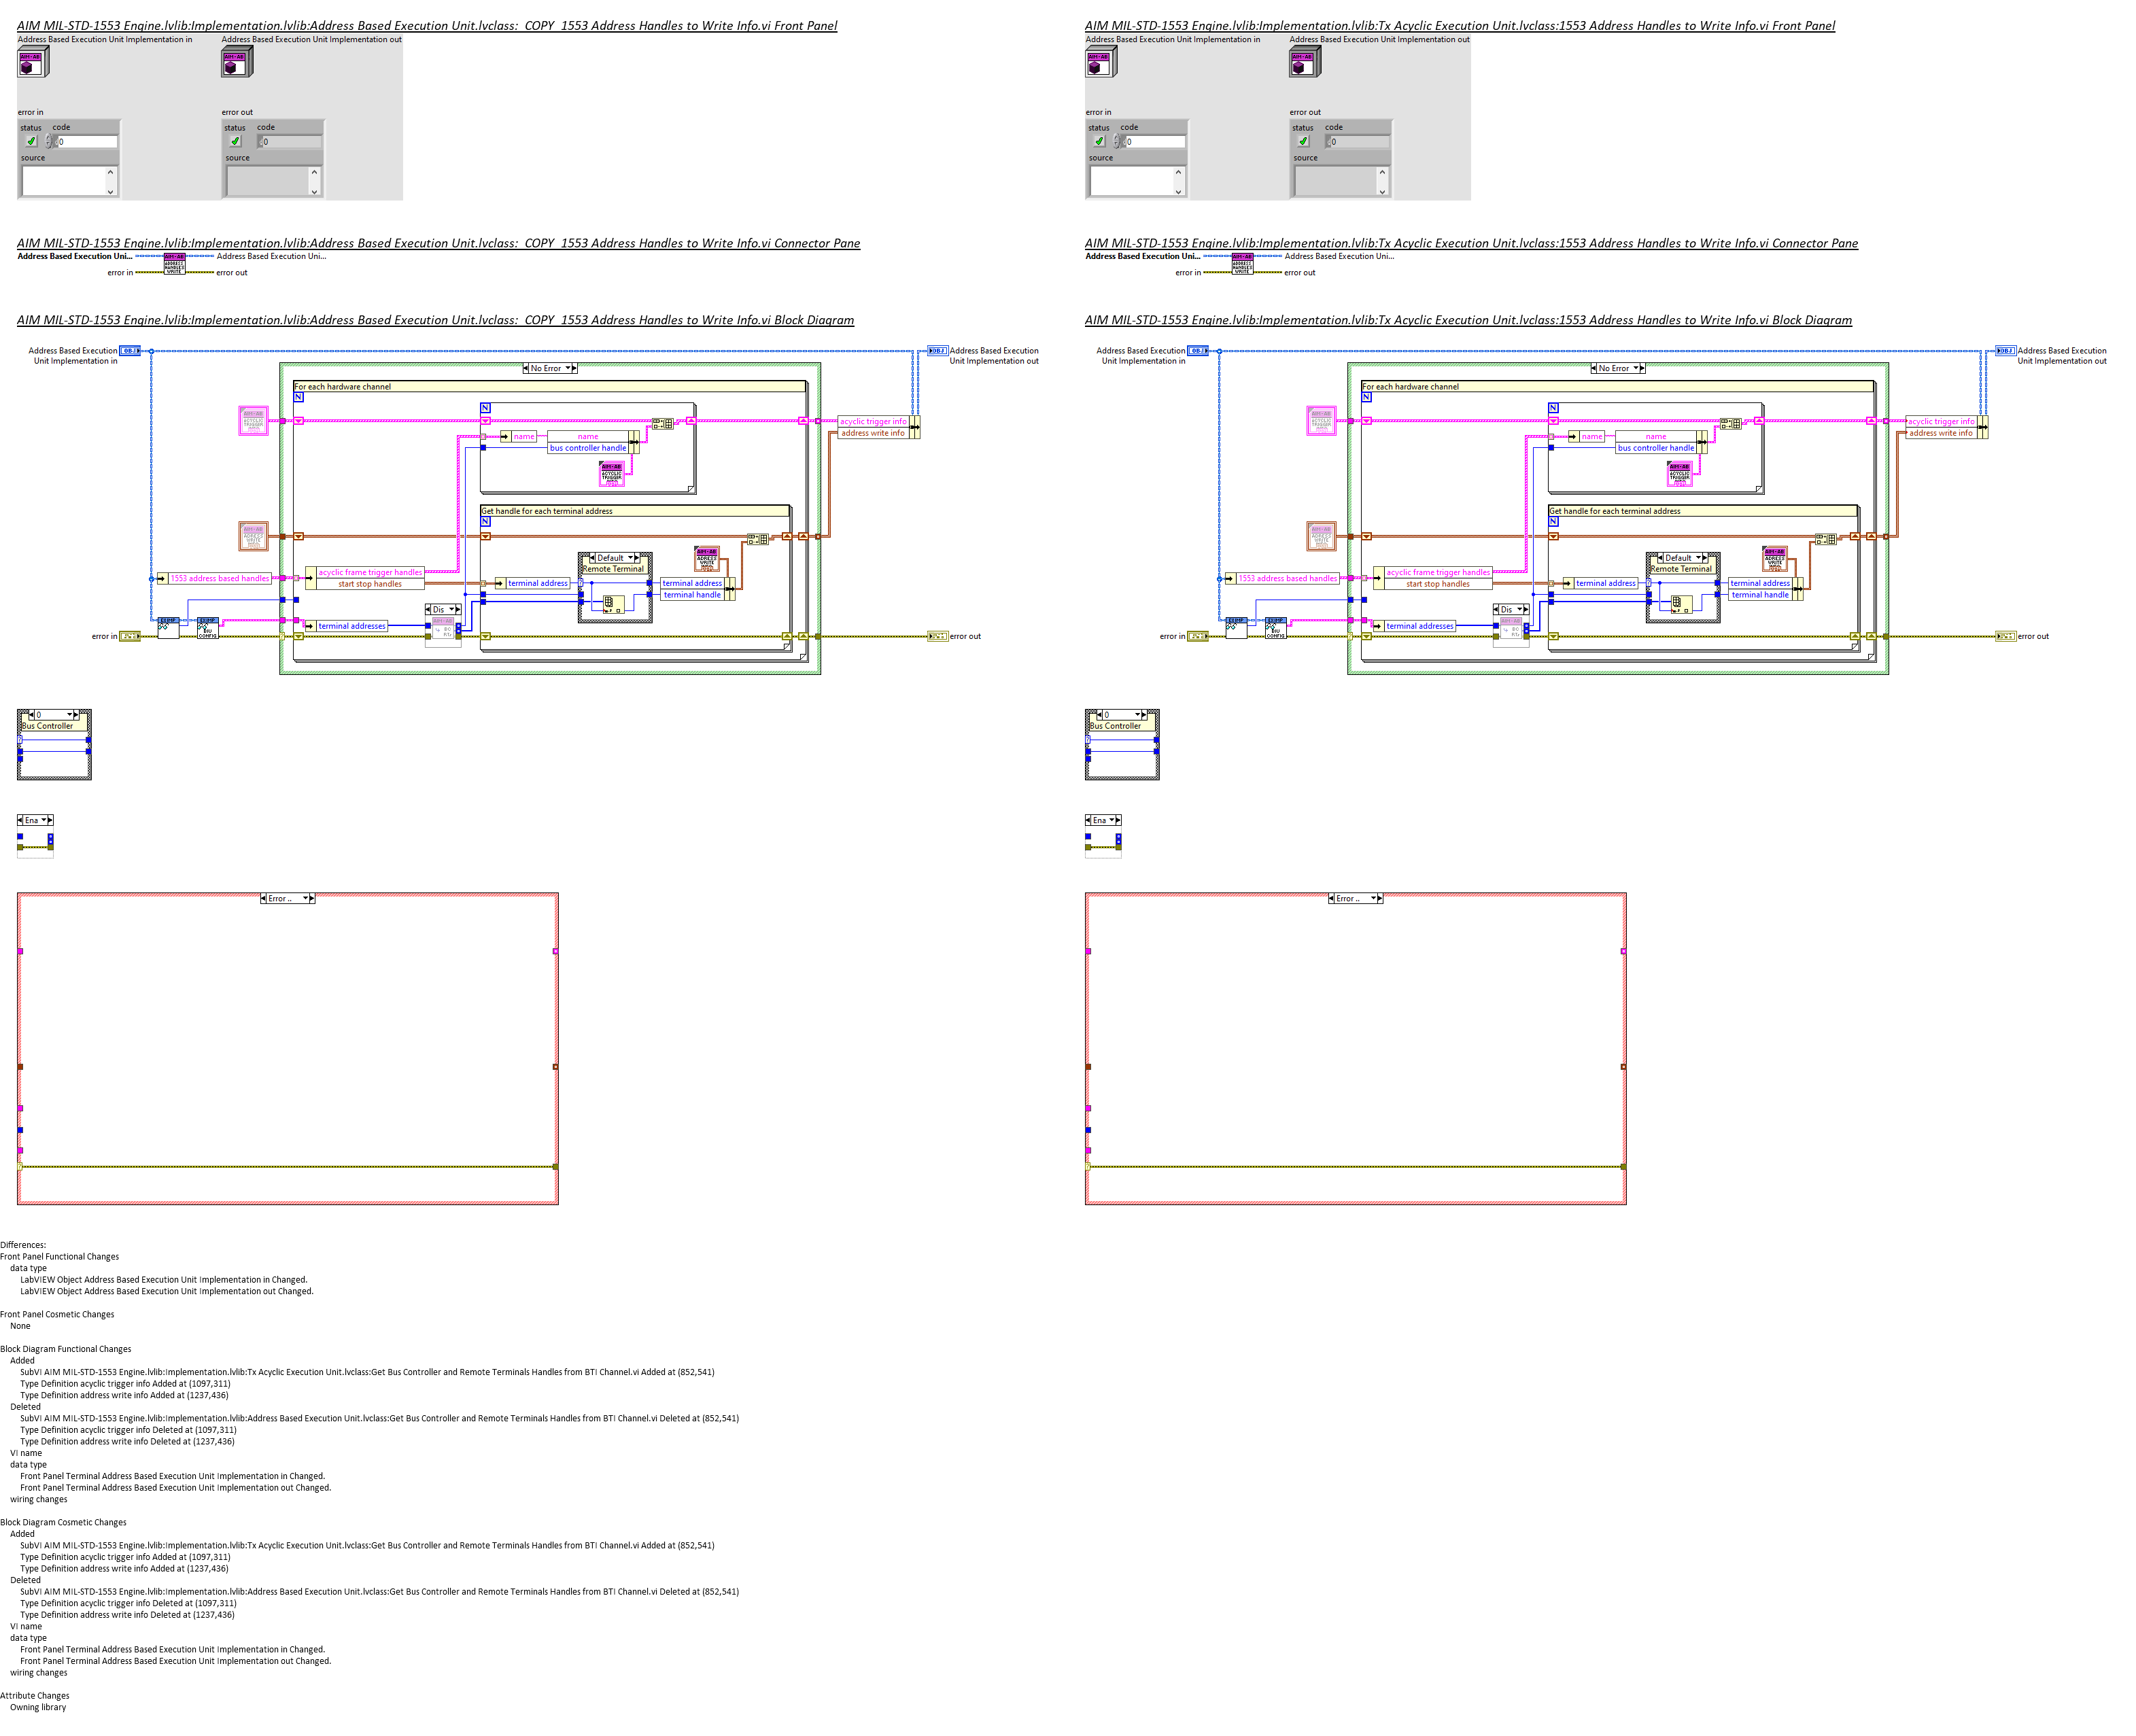 AIM MIL-STD-1553 Engine.lvlib:Implementation.lvlib:Address Based Execution Unit.lvclass:_COPY_1553 Address Handles to Write Info.vi Front Panel
Address Based Execution Unit Implementation in
Address Based Execution Unit Implementation out
AIM-AB
AIM-AB
error in
error out
status code
status code
0
0
source
source
AIM MIL-STD-1553 Engine.lvlib:Implementation.lvlib:Address Based Execution Unit.lvclass:_COPY_1553 Address Handles to Write Info.vi Connector Pane
Address Based Execution Uni...
Address Based Execution Uni...
error in
error out
AIM MIL-STD-1553 Engine.lvlib:Implementation.lvlib:Address Based Execution Unit.lvclass:_COPY_1553 Address Handles to Write Info.vi Block Diagram
Address Based Execution
Unit Implementation in
OBJ
OBJ
Address Based Execution
Unit Implementation out
No Error
For each hardware channel
N
N
acyclic trigger info
address write info
name
name
bus controller handle
AIM-AB
ACYCLIC
TRIGGER
Get handle for each terminal address
N
Default
Remote Terminal
1553 address based handles
acyclic frame trigger handles
start stop handles
terminal address
terminal address
terminal handle
Dis
terminal addresses
error in
error out
0
Bus Controller
Ena
Error ..
AIM MIL-STD-1553 Engine.lvlib:Implementation.lvlib:Tx Acyclic Execution Unit.lvclass:1553 Address Handles to Write Info.vi Front Panel
Address Based Execution Unit Implementation in
Address Based Execution Unit Implementation out
AIM-AB
AIM-AB
error in
error out
status code
status code
0
0
source
source
AIM MIL-STD-1553 Engine.lvlib:Implementation.lvlib:Tx Acyclic Execution Unit.lvclass:1553 Address Handles to Write Info.vi Connector Pane
Address Based Execution Uni...
Address Based Execution Uni...
error in
error out
AIM MIL-STD-1553 Engine.lvlib:Implementation.lvlib:Tx Acyclic Execution Unit.lvclass:1553 Address Handles to Write Info.vi Block Diagram
Address Based Execution
Unit Implementation in
OBJ
OBJ
Address Based Execution
Unit Implementation out
No Error
For each hardware channel
N
N
acyclic trigger info
address write info
name
name
bus controller handle
AIM-AB
ACYCLIC
TRIGGER
Get handle for each terminal address
N
Default
Remote Terminal
1553 address based handles
acyclic frame trigger handles
start stop handles
terminal address
terminal address
terminal handle
Dis
terminal addresses
error in
error out
0
Bus Controller
Ena
Error ..
Differences:
Front Panel Functional Changes
data type
LabVIEW Object Address Based Execution Unit Implementation in Changed.
LabVIEW Object Address Based Execution Unit Implementation out Changed.
Front Panel Cosmetic Changes
None
Block Diagram Functional Changes
Added
SubVI AIM MIL-STD-1553 Engine.lvlib:Implementation.lvlib:Tx Acyclic Execution Unit.lvclass:Get Bus Controller and Remote Terminals Handles from BTI Channel.vi Added at (852,541)
Type Definition acyclic trigger info Added at (1097,311)
Type Definition address write info Added at (1237,436)
Deleted
SubVI AIM MIL-STD-1553 Engine.lvlib:Implementation.lvlib:Address Based Execution Unit.lvclass:Get Bus Controller and Remote Terminals Handles from BTI Channel.vi Deleted at (852,541)
Type Definition acyclic trigger info Deleted at (1097,311)
Type Definition address write info Deleted at (1237,436)
VI name
data type
Front Panel Terminal Address Based Execution Unit Implementation in Changed.
Front Panel Terminal Address Based Execution Unit Implementation out Changed.
wiring changes
Block Diagram Cosmetic Changes
Added
SubVI AIM MIL-STD-1553 Engine.lvlib:Implementation.lvlib:Tx Acyclic Execution Unit.lvclass:Get Bus Controller and Remote Terminals Handles from BTI Channel.vi Added at (852,541)
Type Definition acyclic trigger info Added at (1097,311)
Type Definition address write info Added at (1237,436)
Deleted
SubVI AIM MIL-STD-1553 Engine.lvlib:Implementation.lvlib:Address Based Execution Unit.lvclass:Get Bus Controller and Remote Terminals Handles from BTI Channel.vi Deleted at (852,541)
Type Definition acyclic trigger info Deleted at (1097,311)
Type Definition address write info Deleted at (1237,436)
VI name
data type
Front Panel Terminal Address Based Execution Unit Implementation in Changed.
Front Panel Terminal Address Based Execution Unit Implementation out Changed.
wiring changes
Attribute Changes
Owning library